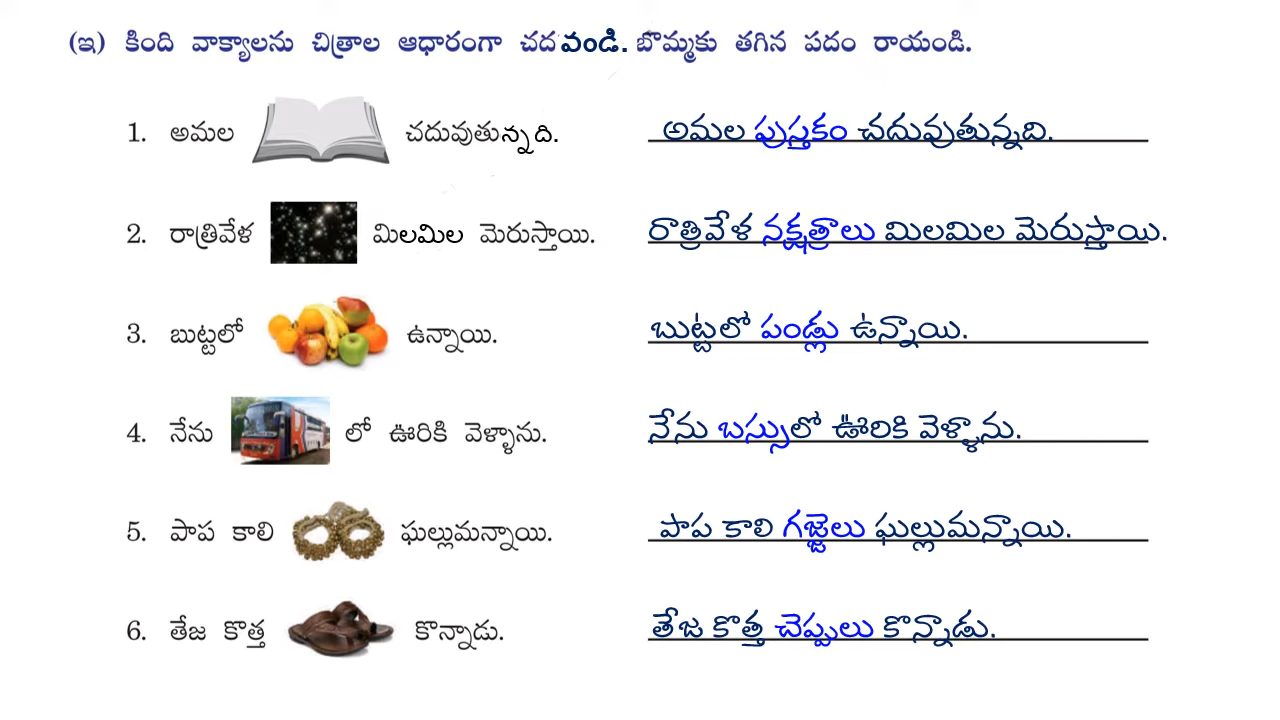 (ఇ) కింది వాక్యాలను చిత్రాల ఆధారంగా చదవండి. బొమ్మకు తగిన పదం రాయండి.
1. అమల చదువుతున్నది. అమల పుస్తకం చదువుతున్నది.
2. రాత్రివేళ మిలమిల మెరుస్తాయి. రాత్రివేళ నక్షత్రాలు మిలమిల మెరుస్తాయి.
3. బుట్టలో ఉన్నాయి. బుట్టలో పండ్లు ఉన్నాయి.
4. నేను లో ఊరికి వెళ్ళాను. నేను బస్సులో ఊరికి వెళ్ళాను.
5. పాప కాలి ఘల్లుమన్నాయి. పాప కాలి గజ్జెలు ఘల్లుమన్నాయి.
6. తేజ కొత్త కొన్నాడు. తేజ కొత్త చెప్పులు కొన్నాడు.